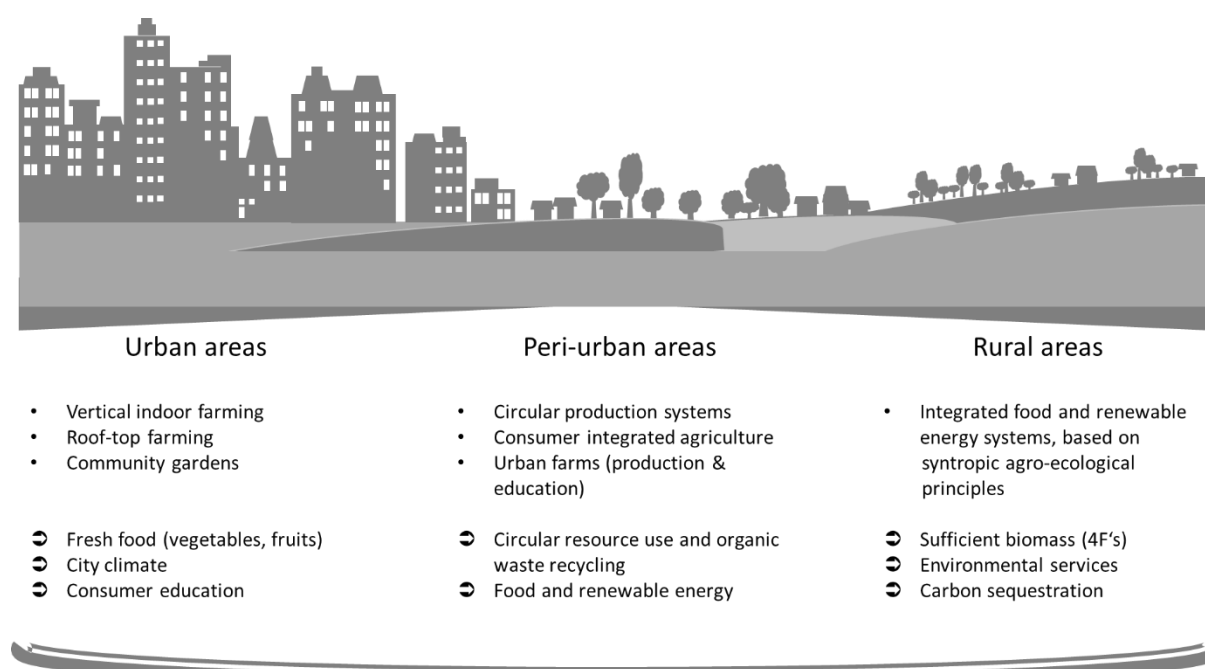 Urban areas
• Vertical indoor farming
• Roof-top farming
• Community gardens
➲ Fresh food (vegetables, fruits)
➲ City climate
➲ Consumer education
Peri-urban areas
• Circular production systems
• Consumer integrated agriculture
• Urban farms (production &
education)
➲ Circular resource use and organic
waste recycling
➲ Food and renewable energy
Rural areas
• Integrated food and renewable
energy systems, based on
syntropic agro-ecological
principles
➲ Sufficient biomass (4F‘s)
➲ Environmental services
➲ Carbon sequestration